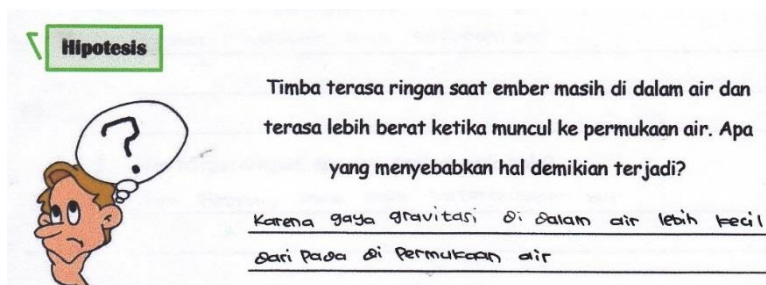 Hipotesis
Timba terasa ringan saat ember masih di dalam air dan
terasa lebih berat ketika muncul ke permukaan air. Apa
yang menyebabkan hal demikian terjadi?
Karena gaya gravitasi di dalam air lebih kecil
dari pada di permukaan air